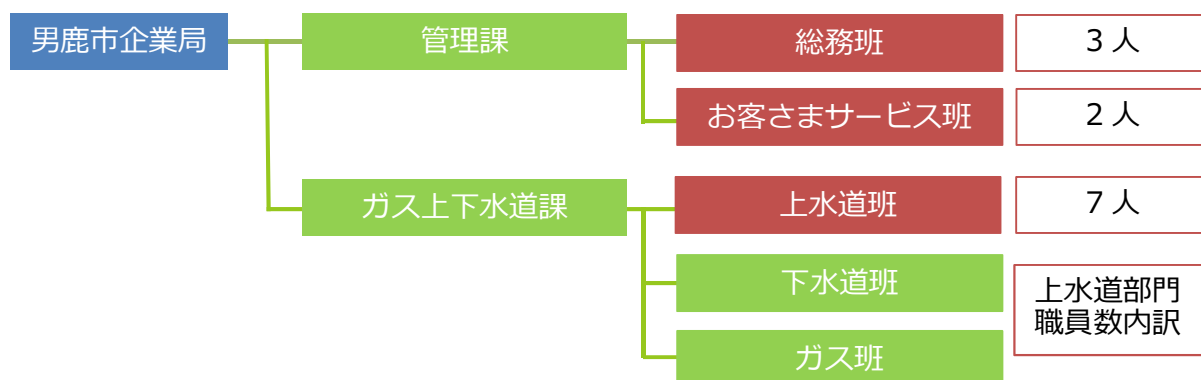 男鹿市企業局
管理課
総務班
3人
お客さまサービス班
2人
ガス上下水道課
上水道班
7人
下水道班
上水道部門
職員数内訳
ガス班